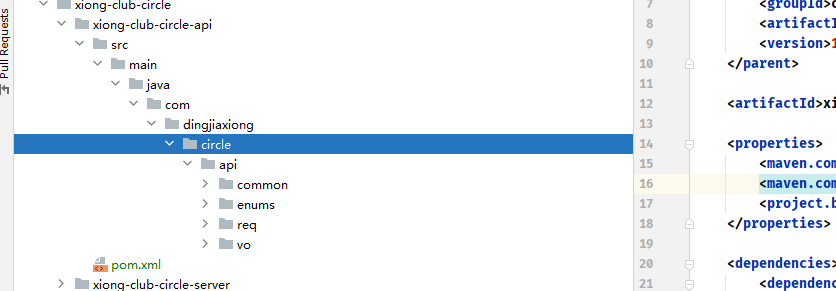 Pull Requests
xiong-club-circle
xiong-club-circle-api
src
main
java
com
dingjiaxiong
circle
api
common
enums
req
vo
pom.xml
xiong-club-circle-server
7 <groupId>
8 <artifactI
9 <version>1
10 </parent>
11
12 <artifactId>xi
13
14 <properties>
15 <maven.com
16 <maven.com
17 <project.b
18 </properties>
19
20 <dependencies>
21 <dependenc